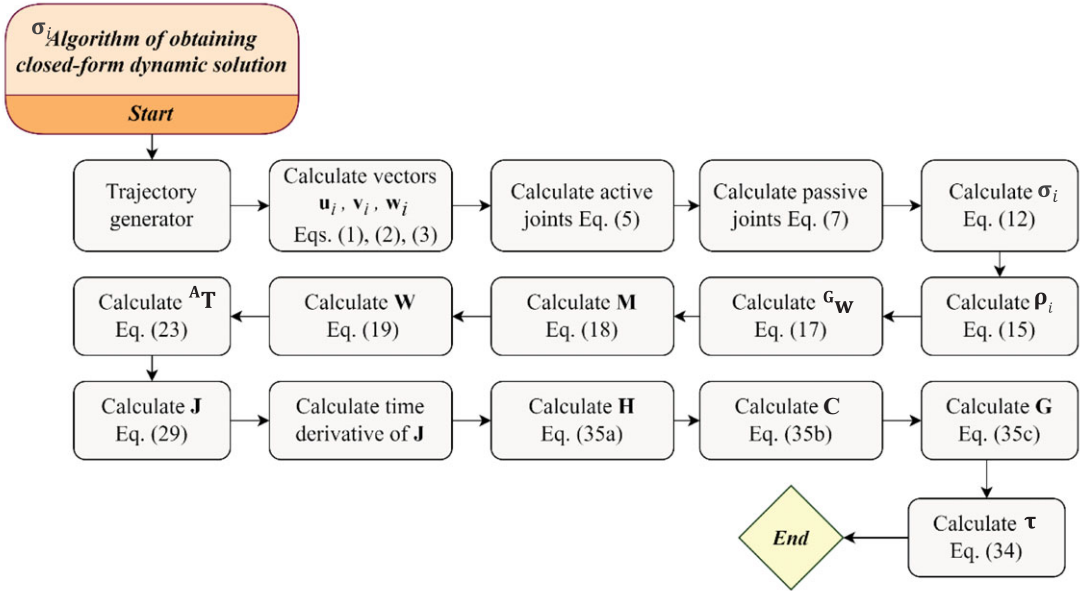 σᵢ Algorithm of obtaining
closed-form dynamic solution
Start
Trajectory
generator
Calculate vectors
uᵢ , vᵢ , wᵢ
Eqs. (1), (2), (3)
Calculate active
joints Eq. (5)
Calculate passive
joints Eq. (7)
Calculate σᵢ
Eq. (12)
Calculate ρᵢ
Eq. (15)
Calculate ᴳw
Eq. (17)
Calculate M
Eq. (18)
Calculate W
Eq. (19)
Calculate ᴬT
Eq. (23)
Calculate J
Eq. (29)
Calculate time
derivative of J
Calculate H
Eq. (35a)
Calculate C
Eq. (35b)
Calculate G
Eq. (35c)
Calculate τ
Eq. (34)
End